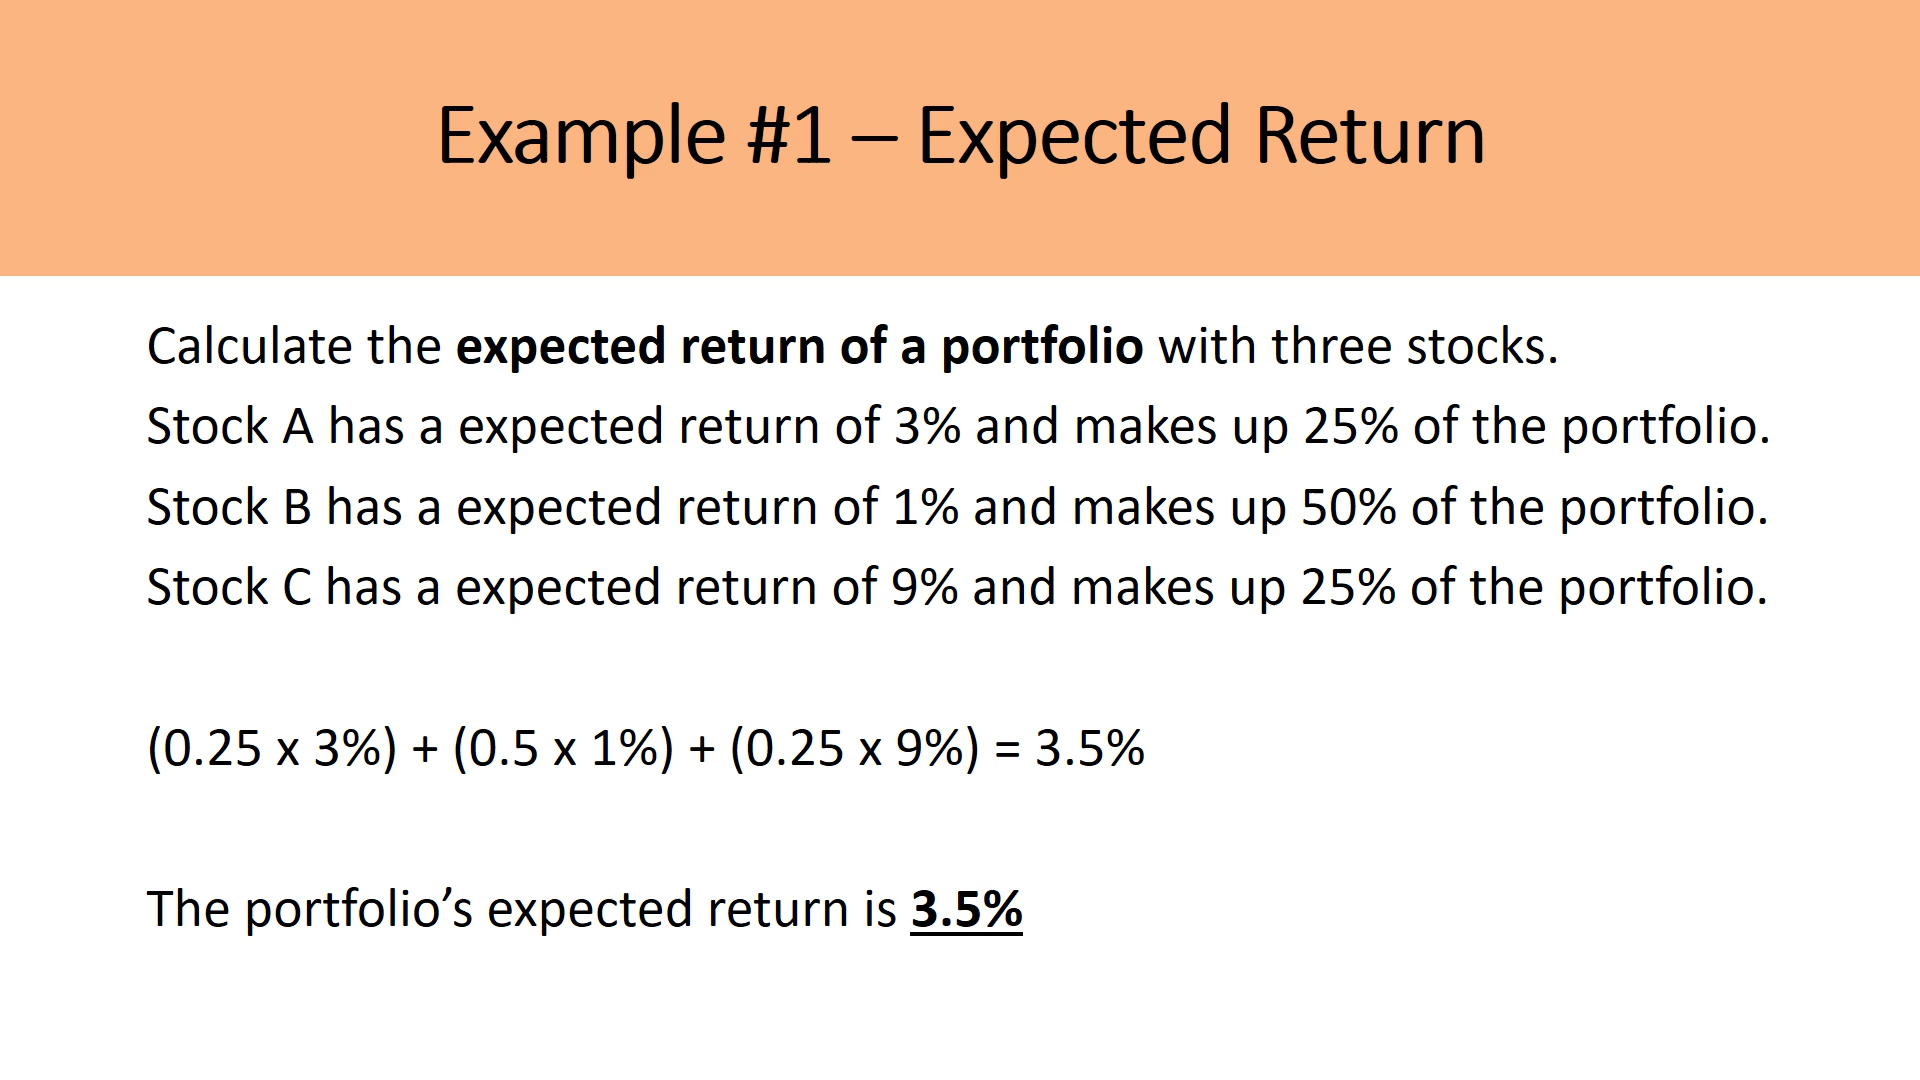 Example #1 – Expected Return
Calculate the expected return of a portfolio with three stocks.
Stock A has a expected return of 3% and makes up 25% of the portfolio.
Stock B has a expected return of 1% and makes up 50% of the portfolio.
Stock C has a expected return of 9% and makes up 25% of the portfolio.
(0.25 x 3%) + (0.5 x 1%) + (0.25 x 9%) = 3.5%
The portfolio’s expected return is 3.5%